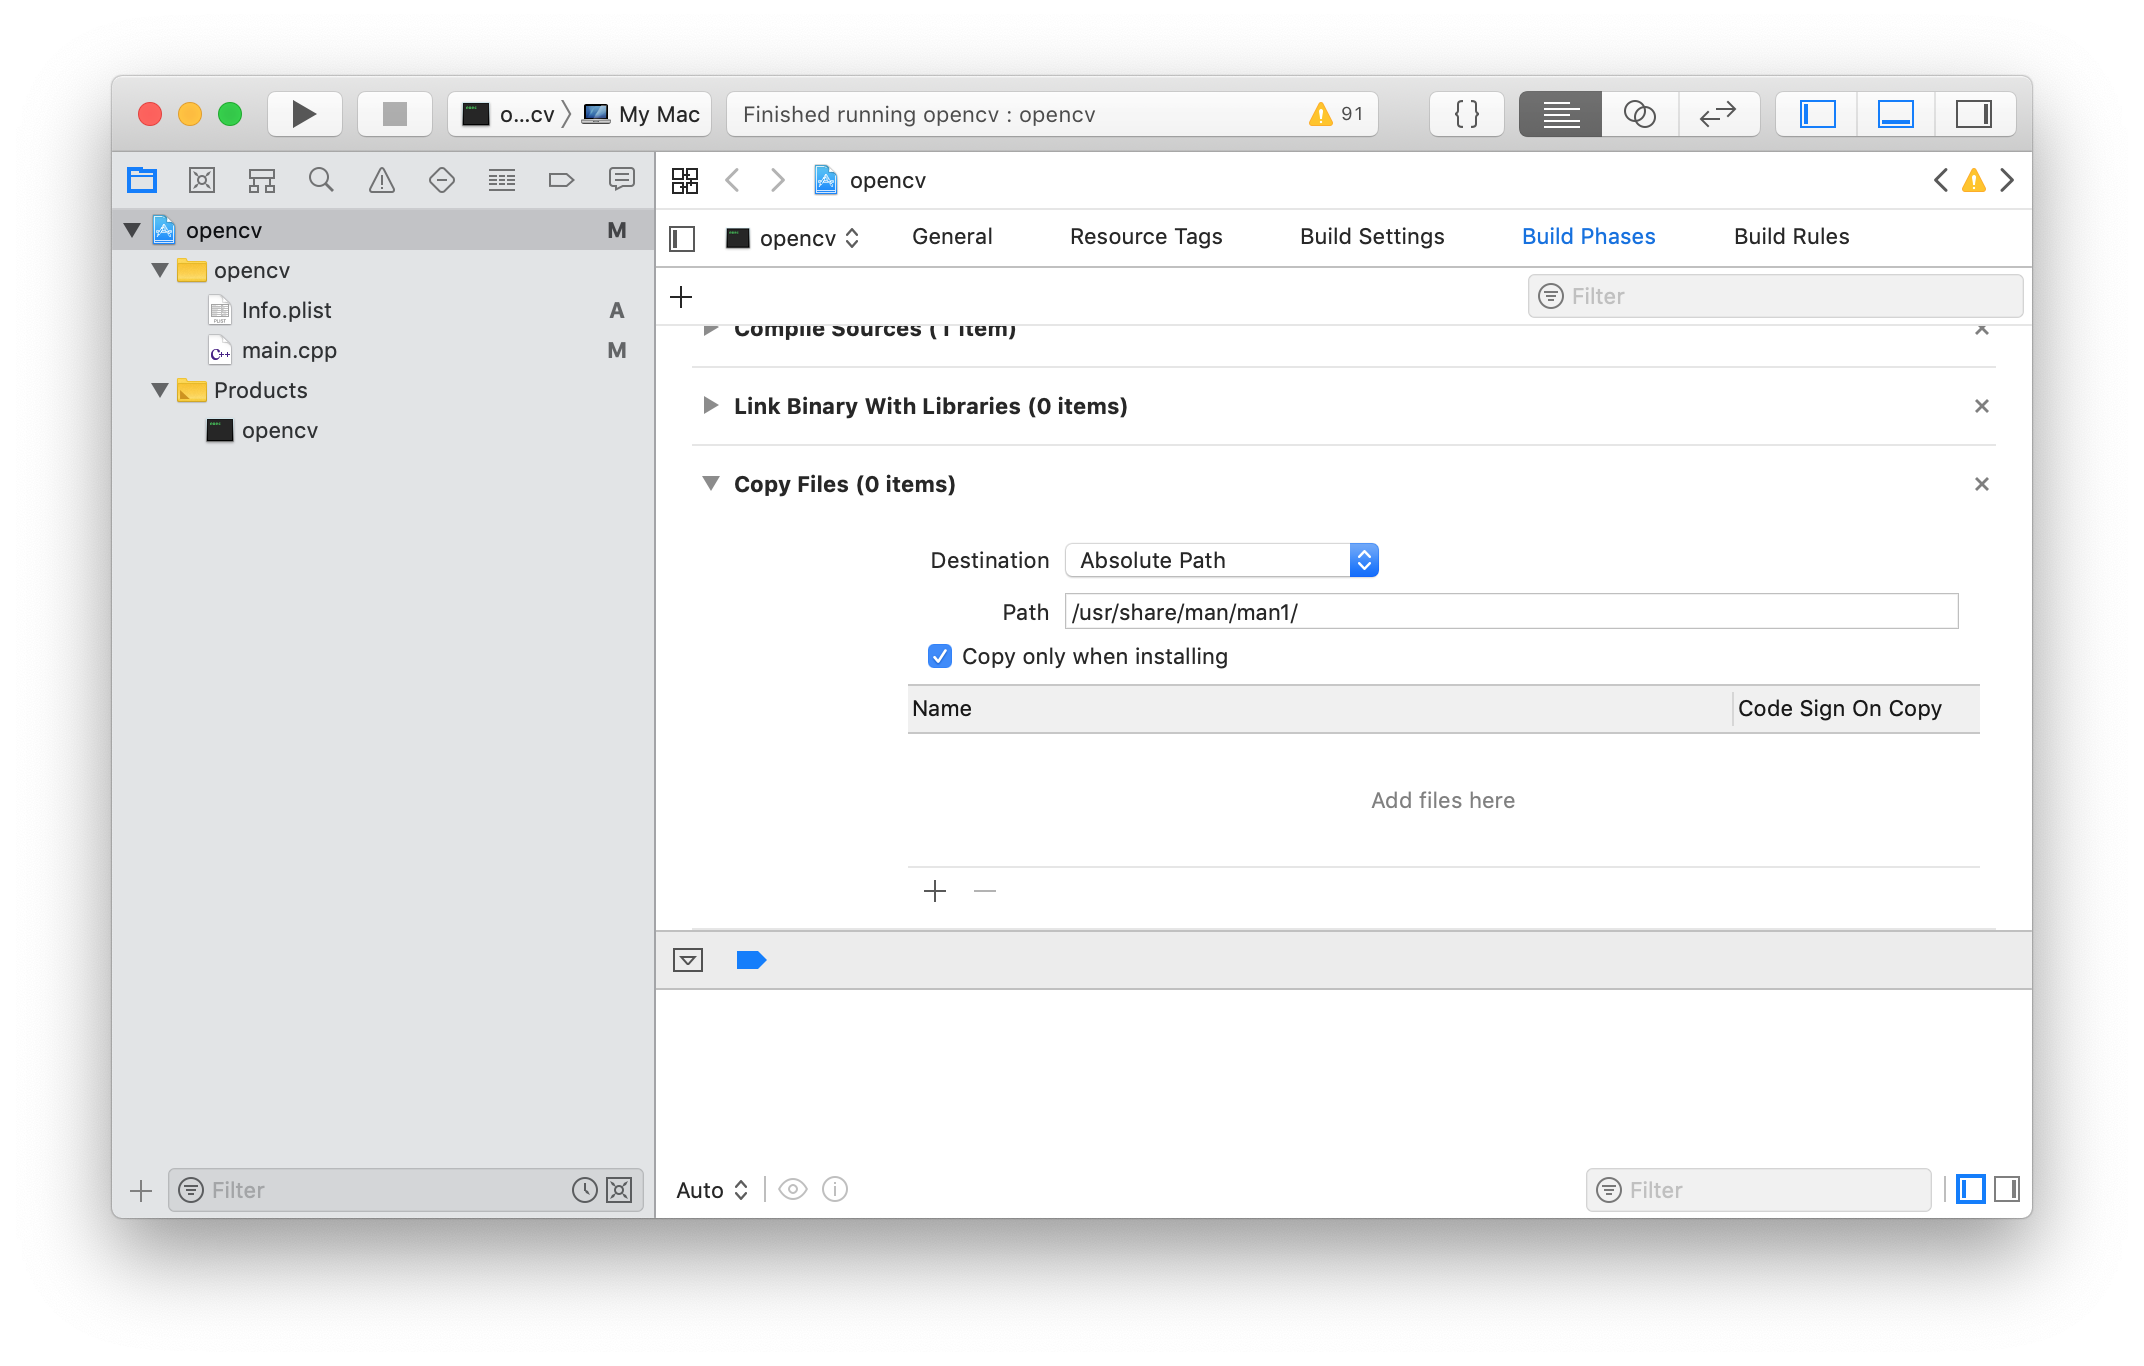 o...cv My Mac Finished running opencv : opencv 91 {}
opencv
opencv M
opencv General Resource Tags Build Settings Build Phases Build Rules
opencv
Filter
Info.plist A
Compile Sources (1 item)
main.cpp M
Products
Link Binary With Libraries (0 items)
opencv
Copy Files (0 items)
Destination Absolute Path
Path /usr/share/man/man1/
Copy only when installing
Name Code Sign On Copy
Add files here
Filter
Auto
Filter